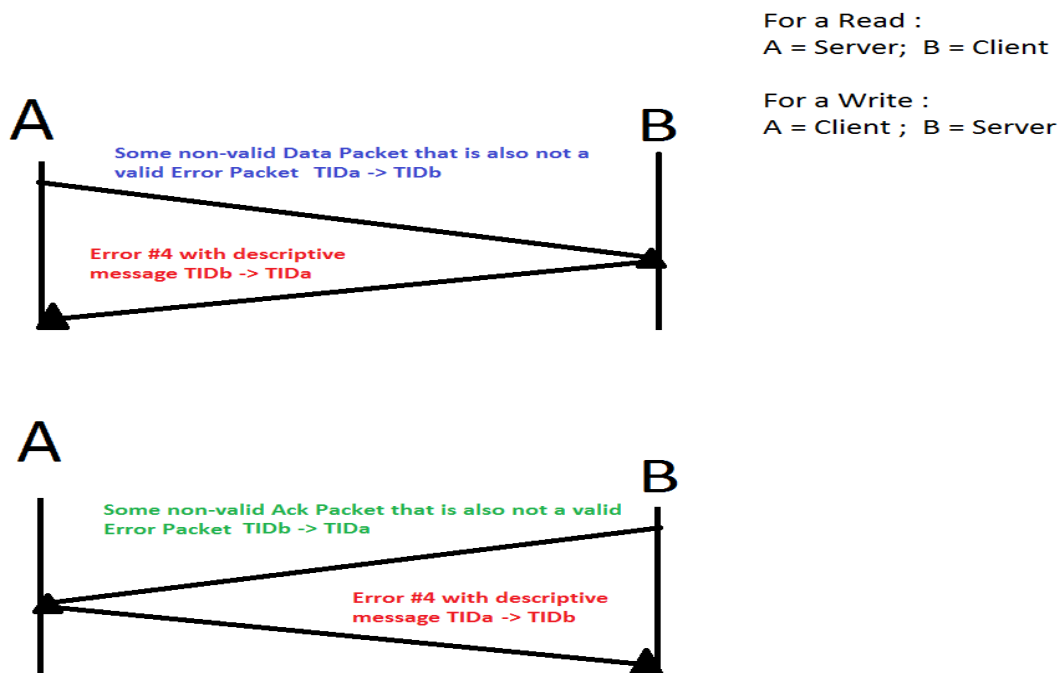 For a Read :
A = Server;  B = Client
For a Write :
A = Client ;  B = Server
A
B
Some non-valid Data Packet that is also not a
valid Error Packet  TIDa -> TIDb
Error #4 with descriptive
message TIDb -> TIDa
A
B
Some non-valid Ack Packet that is also not a valid
Error Packet  TIDb -> TIDa
Error #4 with descriptive
message TIDa -> TIDb